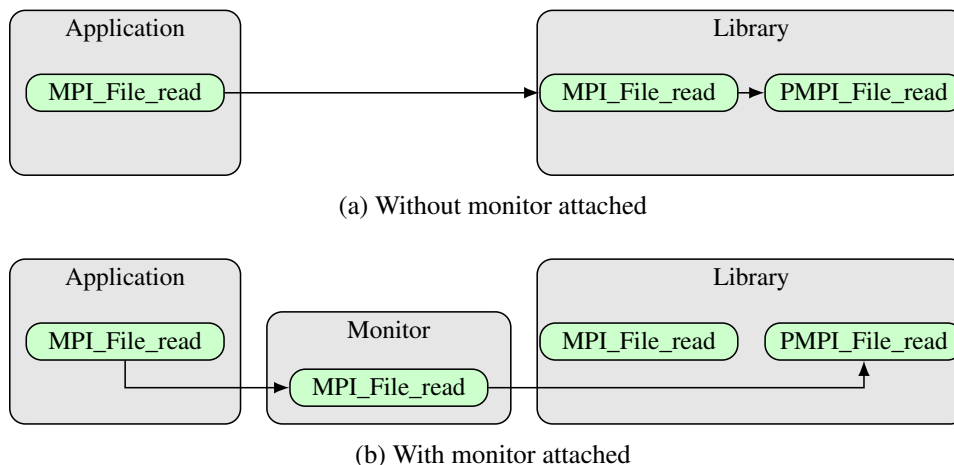 Application
Library
MPI_File_read
MPI_File_read
PMPI_File_read
(a) Without monitor attached
Application
Library
Monitor
MPI_File_read
MPI_File_read
PMPI_File_read
MPI_File_read
(b) With monitor attached